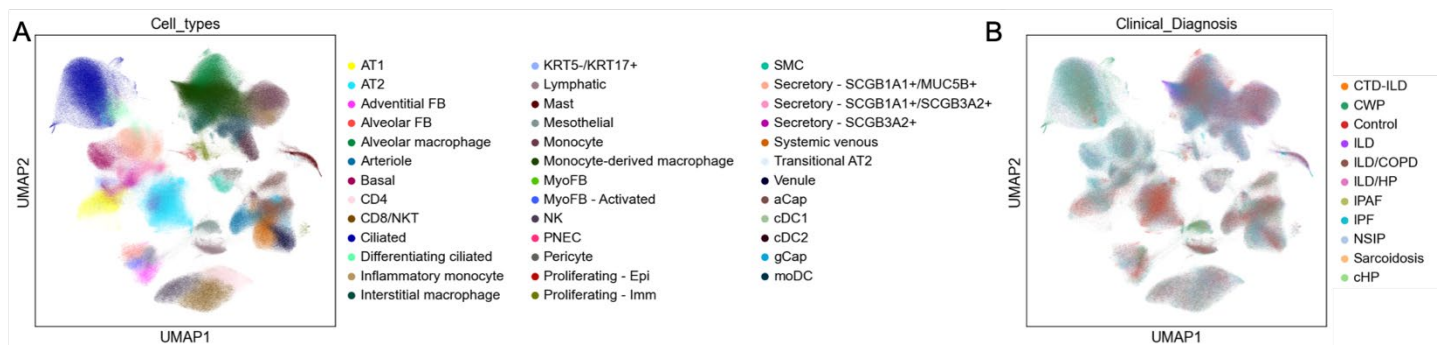 A
Cell_types
UMAP2
UMAP1
AT1
AT2
Adventitial FB
Alveolar FB
Alveolar macrophage
Arteriole
Basal
CD4
CD8/NKT
Ciliated
Differentiating ciliated
Inflammatory monocyte
Interstitial macrophage
KRT5-/KRT17+
Lymphatic
Mast
Mesothelial
Monocyte
Monocyte-derived macrophage
MyoFB
MyoFB - Activated
NK
PNEC
Pericyte
Proliferating - Epi
Proliferating - Imm
SMC
Secretory - SCGB1A1+/MUC5B+
Secretory - SCGB1A1+/SCGB3A2+
Secretory - SCGB3A2+
Systemic venous
Transitional AT2
Venule
aCap
cDC1
cDC2
gCap
moDC
B
Clinical_Diagnosis
UMAP2
UMAP1
CTD-ILD
CWP
Control
ILD
ILD/COPD
ILD/HP
IPAF
IPF
NSIP
Sarcoidosis
cHP